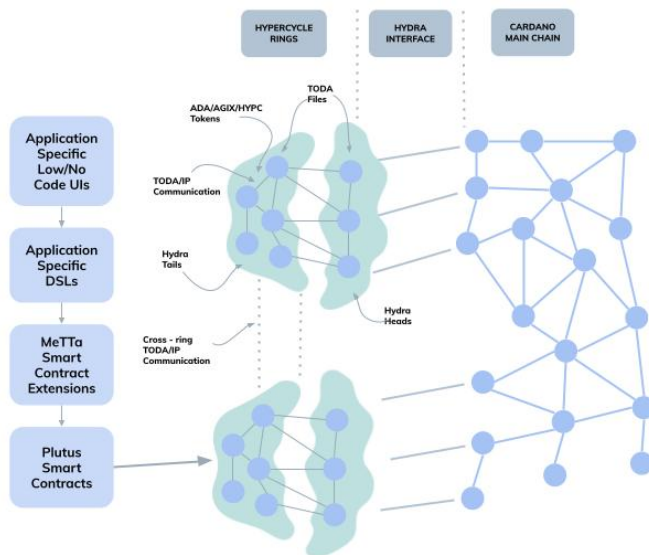 HYPERCYCLE
RINGS
HYDRA
INTERFACE
CARDANO
MAIN CHAIN
TODA
Files
ADA/AGIX/HYPC
Tokens
TODA/IP
Communication
Hydra
Tails
Hydra
Heads
Cross - ring
TODA/IP
Communication
Application
Specific
Low/No
Code UIs
Application
Specific
DSLs
MeTTa
Smart
Contract
Extensions
Plutus
Smart
Contracts